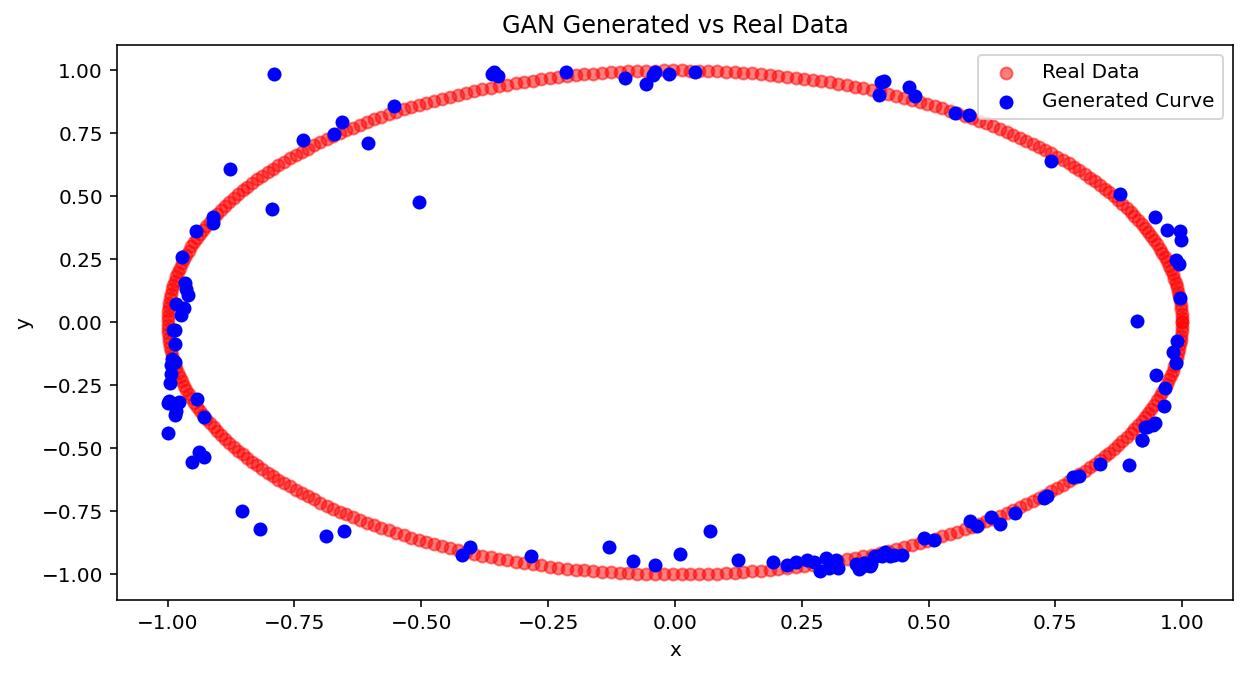 GAN Generated vs Real Data
Real Data
Generated Curve
1.00
0.75
0.50
0.25
0.00
−0.25
−0.50
−0.75
−1.00
y
−1.00 −0.75 −0.50 −0.25 0.00 0.25 0.50 0.75 1.00
x